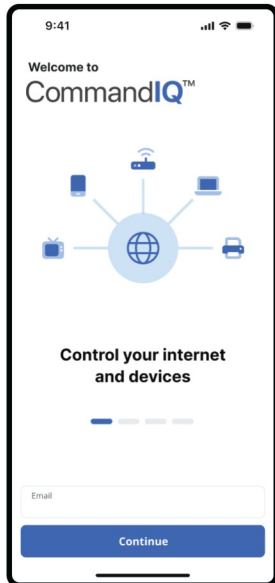 9:41
Welcome to
CommandIQ™
Control your internet
and devices
Email
Continue